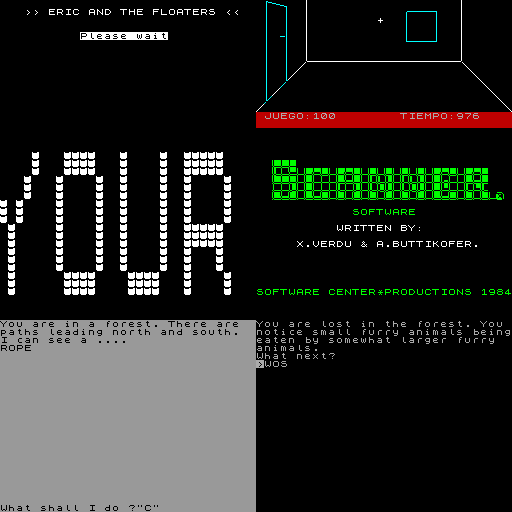 >> ERIC AND THE FLOATERS <<
Please wait
JUEGO:100 TIEMPO:976
YOUR
SCANNER.
SOFTWARE
WRITTEN BY:
X.VERDU & A.BUTTIKOFER.
SOFTWARE CENTER*PRODUCTIONS 1984
You are in a forest. There are
paths leading north and south.
I can see a ....
ROPE
What shall I do ?"C"
You are lost in the forest. You
notice small furry animals being
eaten by somewhat larger furry
animals.
What next?
>WOS